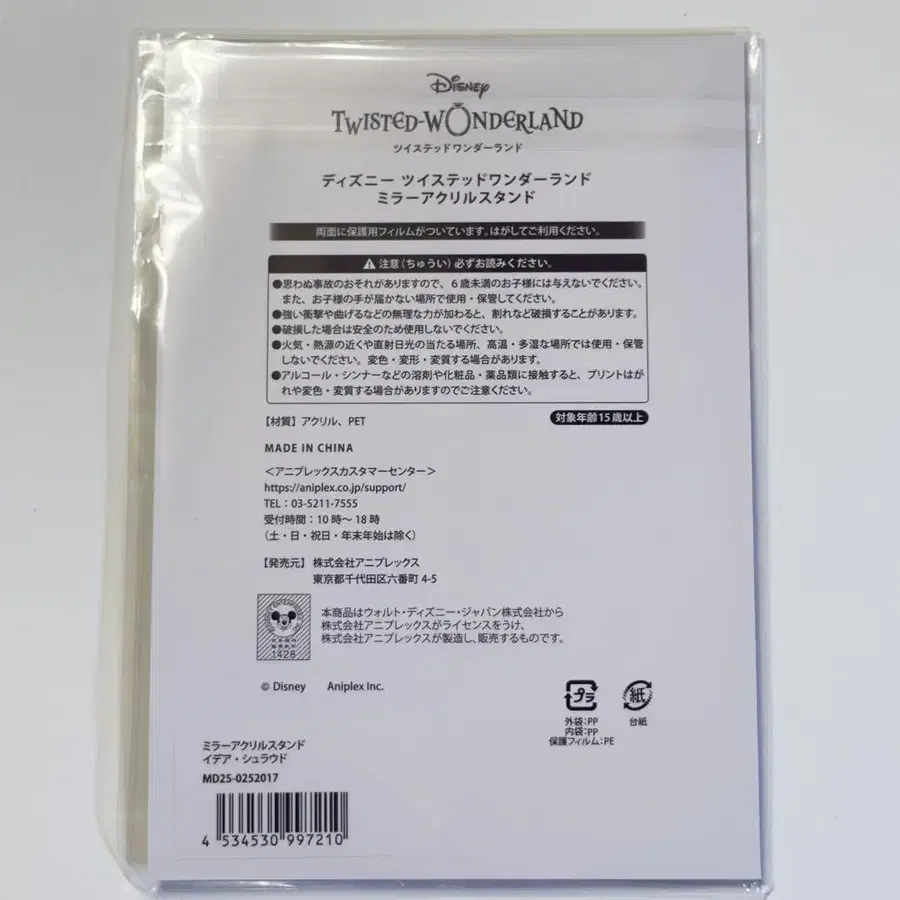 Disney
TWISTED-WONDERLAND
ツイステッドワンダーランド
ディズニー ツイステッドワンダーランド
ミラーアクリルスタンド
両面に保護用フィルムがついています。はがしてご利用ください。
注意(ちゅうい)必ずお読みください。
●思わぬ事故のおそれがありますので、6歳未満のお子様には与えないでください。
また、お子様の手が届かない場所で使用・保管してください。
●強い衝撃や曲げるなどの無理な力が加わると、割れなど破損することがあります。
●破損した場合は安全のため使用しないでください。
●火気・熱源の近くや直射日光の当たる場所、高温・多湿な場所では使用・保管
しないでください。変色・変形・変質する場合があります。
●アルコール・シンナーなどの溶剤や化粧品・薬品類に接触すると、プリントはが
れや変色・変質する場合がありますのでご注意ください。
【材質】アクリル、PET
対象年齢15歳以上
MADE IN CHINA
<アニプレックスカスタマーセンター>
https://aniplex.co.jp/support/
TEL:03-5211-7555
受付時間:10時~18時
(土・日・祝日・年末年始は除く)
【発売元】株式会社アニプレックス
東京都千代田区六番町 4-5
1428
本商品はウォルト・ディズニー・ジャパン株式会社から
株式会社アニプレックスがライセンスをうけ、
株式会社アニプレックスが製造し、販売するものです。
© Disney Aniplex Inc.
プラ
紙
外袋:PP
内袋:PP
保護フィルム:PE
台紙
ミラーアクリルスタンド
イデア・シュラウド
MD25-0252017
4 534530 997210